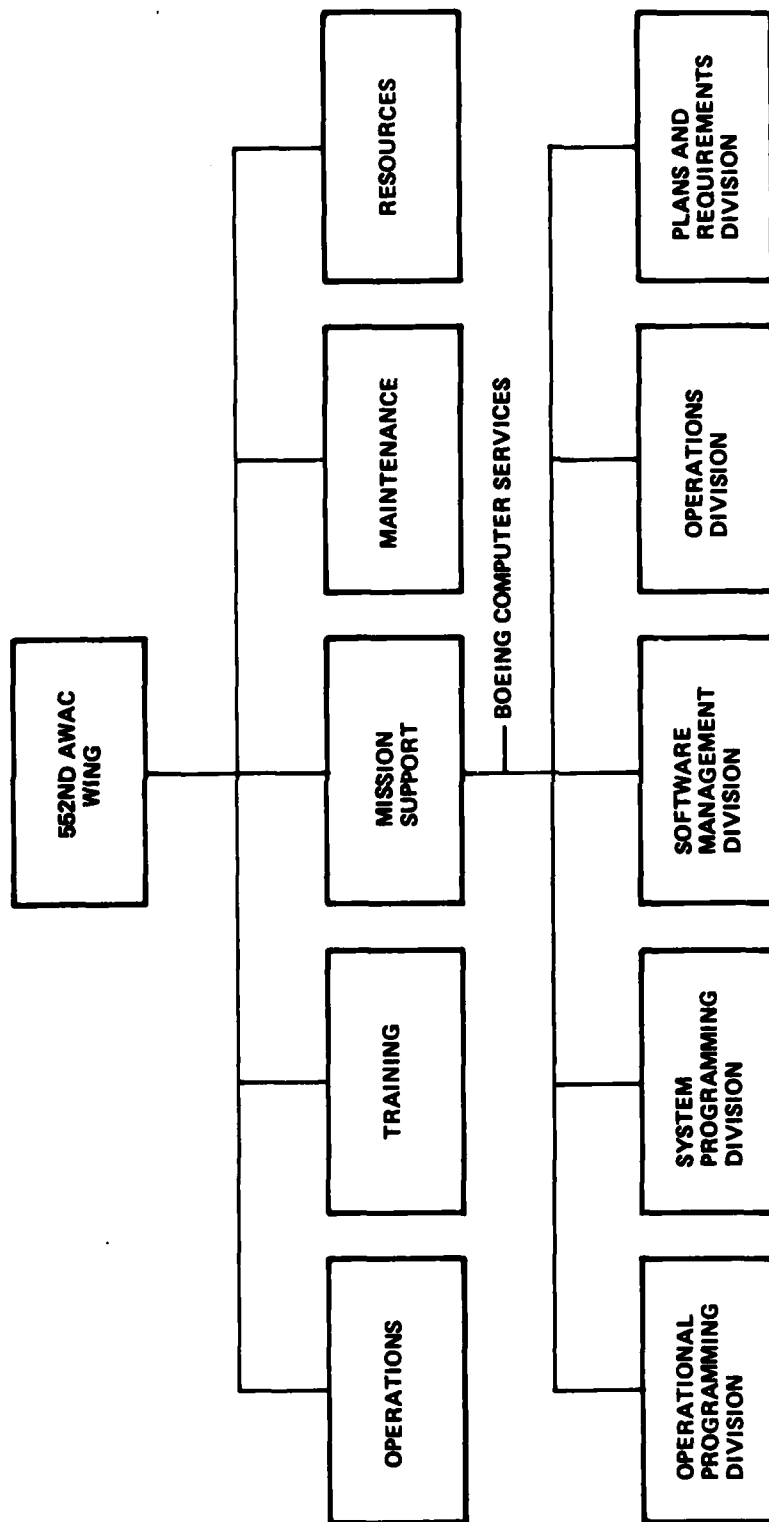 552ND AWAC
WING
OPERATIONS
TRAINING
MISSION
SUPPORT
MAINTENANCE
RESOURCES
BOEING COMPUTER SERVICES
OPERATIONAL
PROGRAMMING
DIVISION
SYSTEM
PROGRAMMING
DIVISION
SOFTWARE
MANAGEMENT
DIVISION
OPERATIONS
DIVISION
PLANS AND
REQUIREMENTS
DIVISION